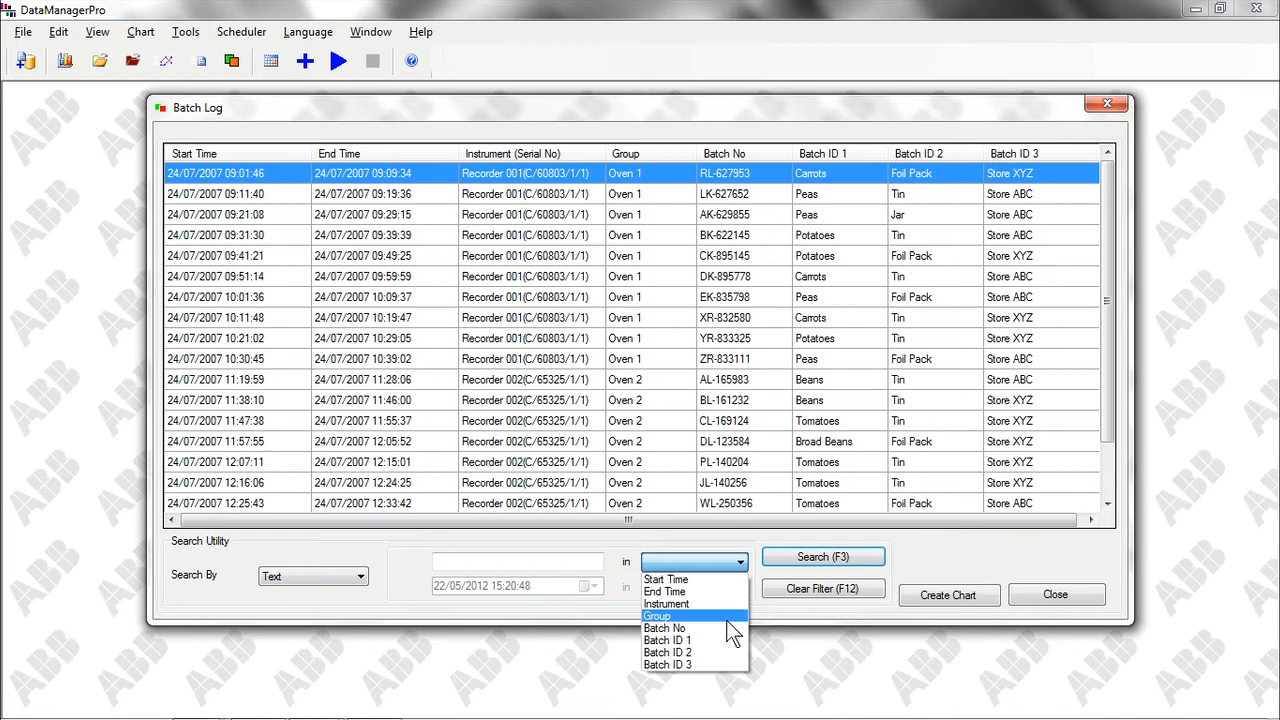 DataManagerPro
File Edit View Chart Tools Scheduler Language Window Help
Batch Log
Start Time End Time Instrument (Serial No) Group Batch No Batch ID 1 Batch ID 2 Batch ID 3
24/07/2007 09:01:46 24/07/2007 09:09:34 Recorder 001(C/60803/1/1) Oven 1 RL-627953 Carrots Foil Pack Store XYZ
24/07/2007 09:11:40 24/07/2007 09:19:36 Recorder 001(C/60803/1/1) Oven 1 LK-627652 Peas Tin Store ABC
24/07/2007 09:21:08 24/07/2007 09:29:15 Recorder 001(C/60803/1/1) Oven 1 AK-629855 Peas Jar Store ABC
24/07/2007 09:31:30 24/07/2007 09:39:39 Recorder 001(C/60803/1/1) Oven 1 BK-622145 Potatoes Tin Store ABC
24/07/2007 09:41:21 24/07/2007 09:49:25 Recorder 001(C/60803/1/1) Oven 1 CK-895145 Potatoes Foil Pack Store XYZ
24/07/2007 09:51:14 24/07/2007 09:59:59 Recorder 001(C/60803/1/1) Oven 1 DK-895778 Carrots Tin Store ABC
24/07/2007 10:01:36 24/07/2007 10:09:37 Recorder 001(C/60803/1/1) Oven 1 EK-835798 Peas Foil Pack Store ABC
24/07/2007 10:11:48 24/07/2007 10:19:47 Recorder 001(C/60803/1/1) Oven 1 XR-832580 Carrots Tin Store XYZ
24/07/2007 10:21:02 24/07/2007 10:29:05 Recorder 001(C/60803/1/1) Oven 1 YR-833325 Potatoes Tin Store XYZ
24/07/2007 10:30:45 24/07/2007 10:39:02 Recorder 001(C/60803/1/1) Oven 1 ZR-833111 Peas Foil Pack Store ABC
24/07/2007 11:19:59 24/07/2007 11:28:06 Recorder 002(C/65325/1/1) Oven 2 AL-165983 Beans Tin Store ABC
24/07/2007 11:38:10 24/07/2007 11:46:00 Recorder 002(C/65325/1/1) Oven 2 BL-161232 Beans Tin Store XYZ
24/07/2007 11:47:38 24/07/2007 11:55:37 Recorder 002(C/65325/1/1) Oven 2 CL-169124 Tomatoes Tin Store XYZ
24/07/2007 11:57:55 24/07/2007 12:05:52 Recorder 002(C/65325/1/1) Oven 2 DL-123584 Broad Beans Foil Pack Store XYZ
24/07/2007 12:07:11 24/07/2007 12:15:01 Recorder 002(C/65325/1/1) Oven 2 PL-140204 Tomatoes Tin Store XYZ
24/07/2007 12:16:06 24/07/2007 12:24:25 Recorder 002(C/65325/1/1) Oven 2 JL-140256 Tomatoes Tin Store XYZ
24/07/2007 12:25:43 24/07/2007 12:33:42 Recorder 002(C/65325/1/1) Oven 2 WL-250356 Tomatoes Foil Pack Store ABC
Search Utility
in Search (F3)
Search By Text
22/05/2012 15:20:48 in Clear Filter (F12) Create Chart Close
Start Time
End Time
Instrument
Group
Batch No
Batch ID 1
Batch ID 2
Batch ID 3
ABB